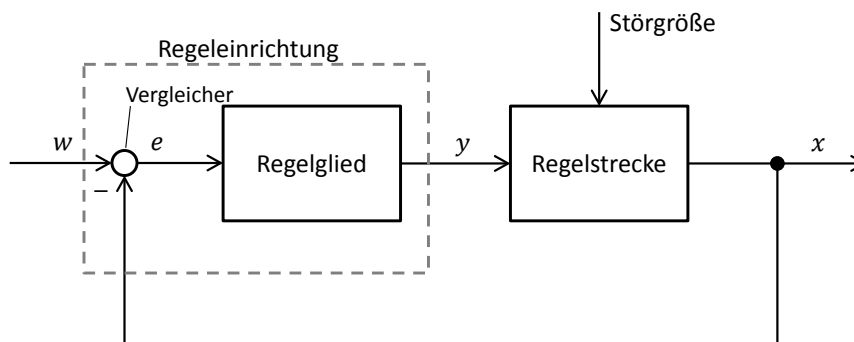 Störgröße
Regeleinrichtung
Vergleicher
w
e
Regelglied
y
Regelstrecke
x
−